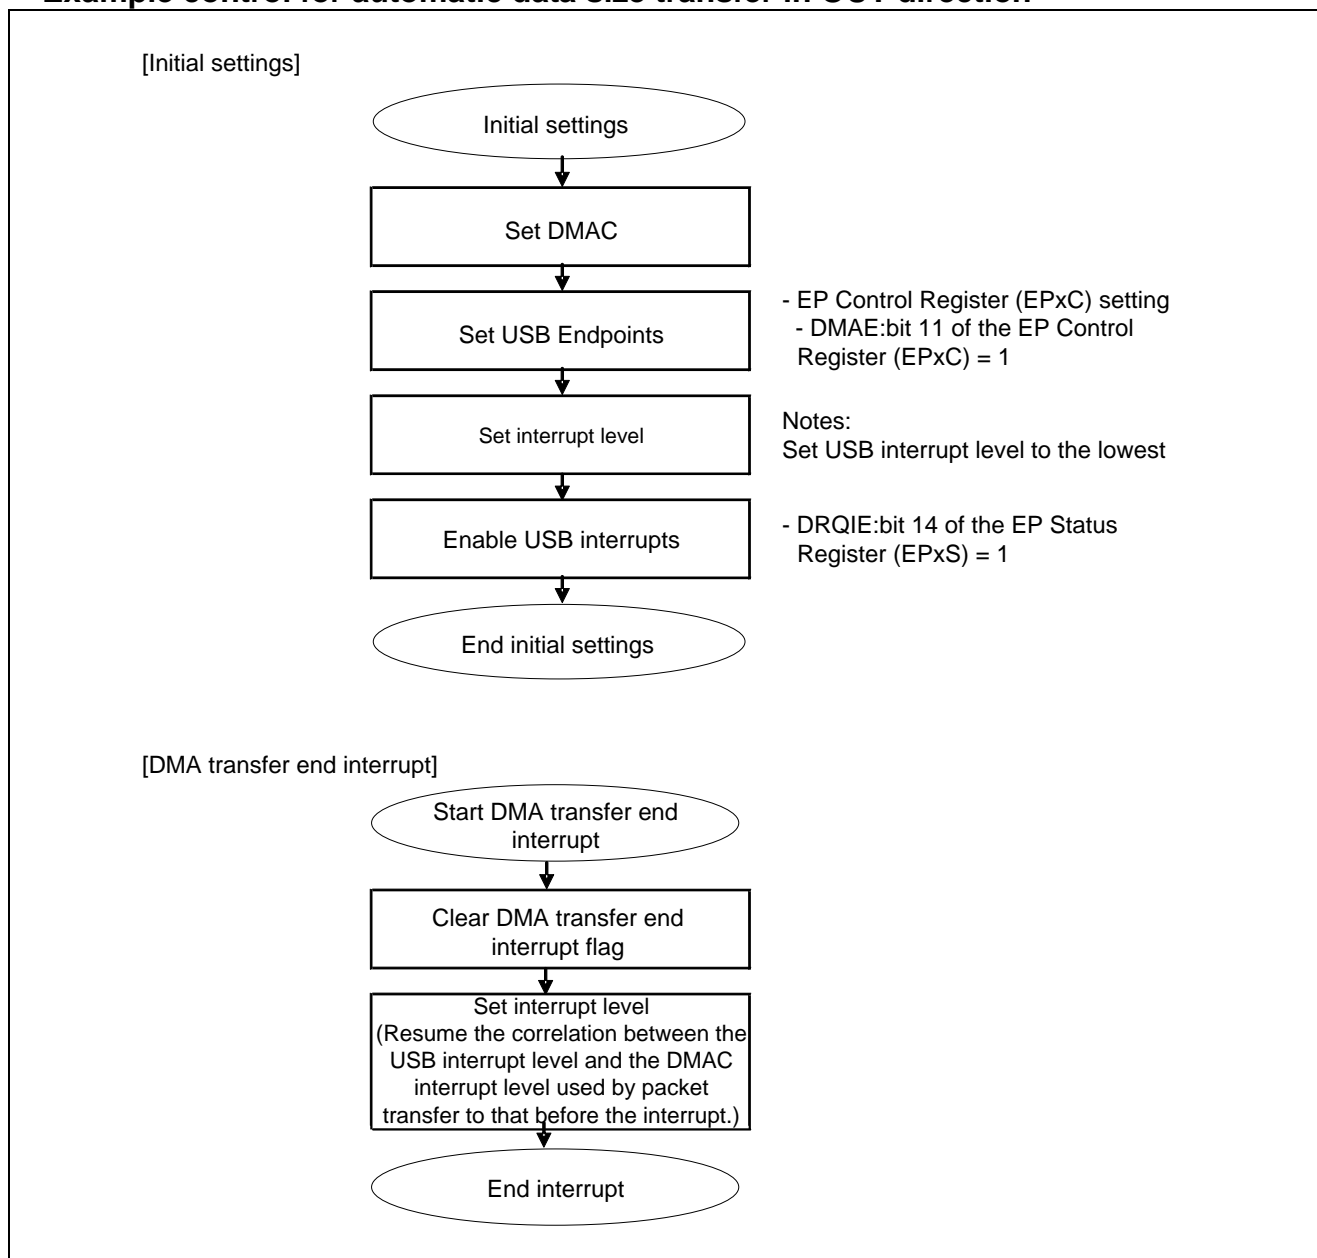 Example control for automatic data size transfer in OUT direction
[Initial settings]
Initial settings
Set DMAC
Set USB Endpoints
- EP Control Register (EPxC) setting
- DMAE:bit 11 of the EP Control
Register (EPxC) = 1
Set interrupt level
Notes:
Set USB interrupt level to the lowest
Enable USB interrupts
- DRQIE:bit 14 of the EP Status
Register (EPxS) = 1
End initial settings
[DMA transfer end interrupt]
Start DMA transfer end
interrupt
Clear DMA transfer end
interrupt flag
Set interrupt level
(Resume the correlation between the
USB interrupt level and the DMAC
interrupt level used by packet
transfer to that before the interrupt.)
End interrupt